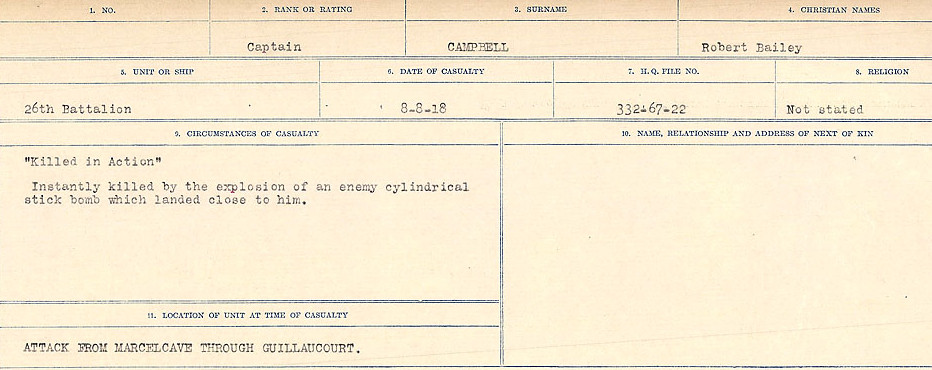 1. NO. 2. RANK OR RATING 3. SURNAME 4. CHRISTIAN NAMES
Captain CAMPBELL Robert Bailey
5. UNIT OR SHIP 6. DATE OF CASUALTY 7. H.Q. FILE NO. 8. RELIGION
26th Battalion 8-8-18 332-67-22 Not stated
9. CIRCUMSTANCES OF CASUALTY 10. NAME, RELATIONSHIP AND ADDRESS OF NEXT OF KIN
"Killed in Action"
Instantly killed by the explosion of an enemy cylindrical
stick bomb which landed close to him.
11. LOCATION OF UNIT AT TIME OF CASUALTY
ATTACK FROM MARCELCAVE THROUGH GUILLAUCOURT.